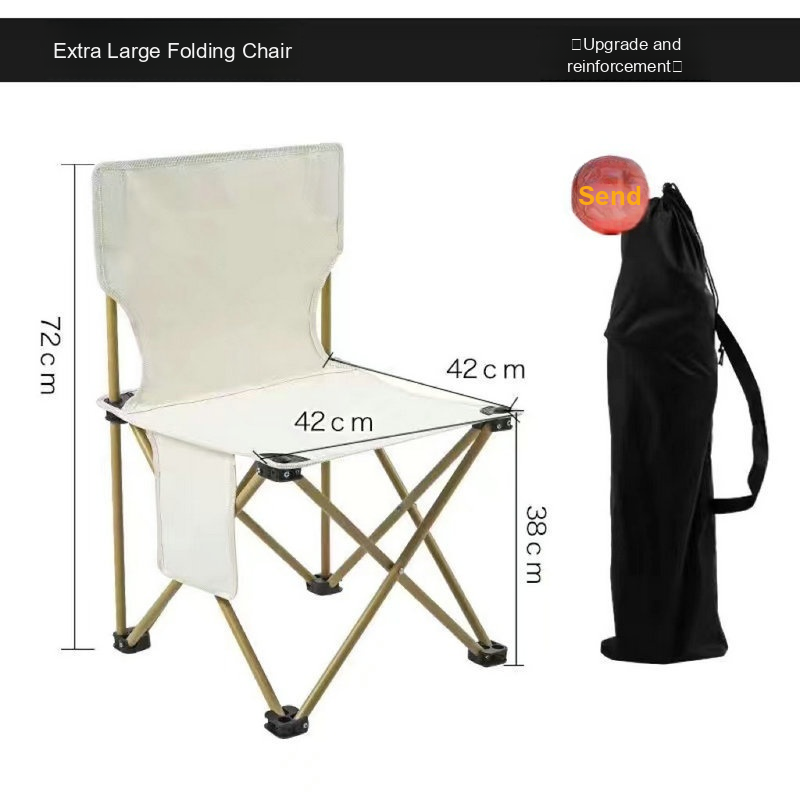 Extra Large Folding Chair
Upgrade and
reinforcement
Send
72cm
42cm
42cm
38cm